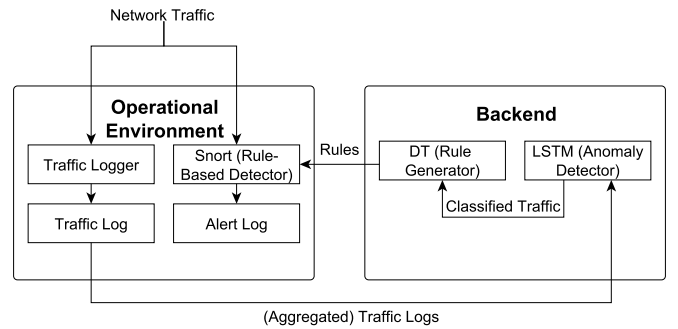 Network Traffic
Operational
Environment
Backend
Traffic Logger
Snort (Rule-
Based Detector)
Rules
DT (Rule
Generator)
LSTM (Anomaly
Detector)
Traffic Log
Alert Log
Classified Traffic
(Aggregated) Traffic Logs